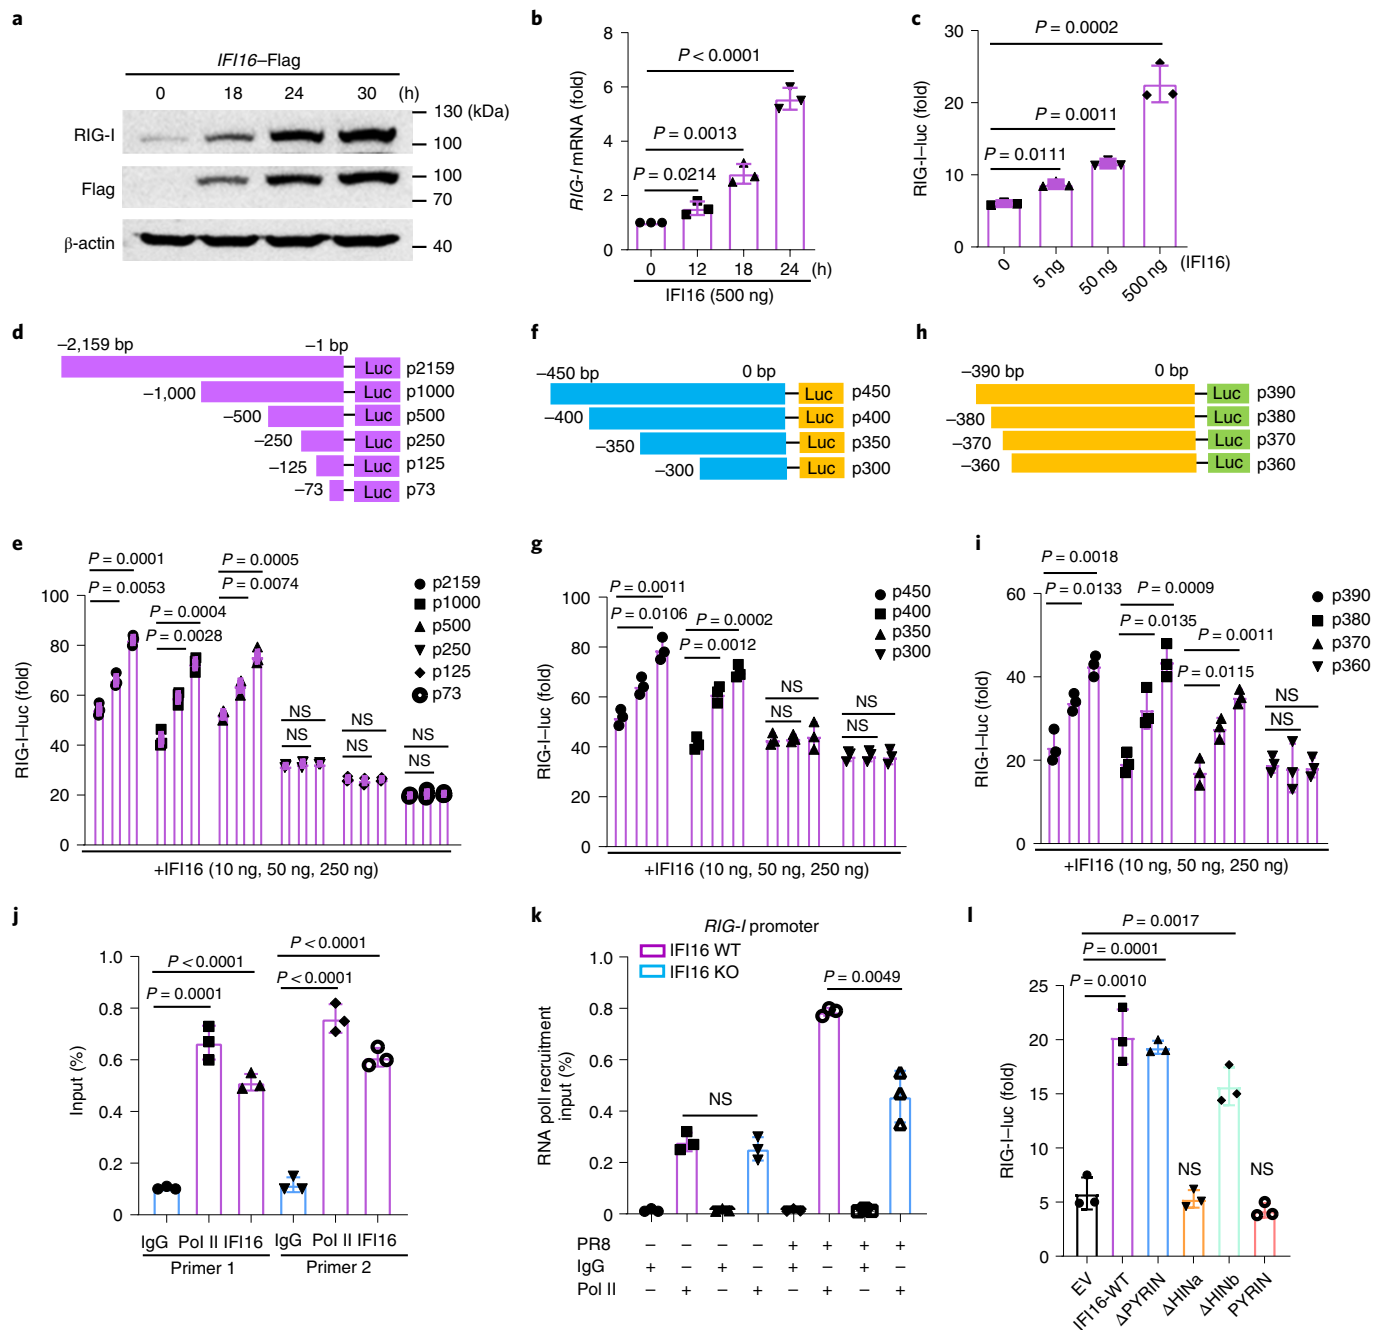 a
IFI16–Flag
0 18 24 30 (h)
130 (kDa)
RIG-I
100
Flag
100
70
β-actin
40
b
RIG-I mRNA (fold)
8
6
4
2
0
P < 0.0001
P = 0.0013
P = 0.0214
0 12 18 24 (h)
IFI16 (500 ng)
c
RIG-I–luc (fold)
30
20
10
0
P = 0.0002
P = 0.0011
P = 0.0111
0 5 ng 50 ng 500 ng (IFI16)
d
–2,159 bp –1 bp
Luc p2159
–1,000 Luc p1000
–500 Luc p500
–250 Luc p250
–125 Luc p125
–73 Luc p73
f
–450 bp 0 bp
Luc p450
–400 Luc p400
–350 Luc p350
–300 Luc p300
h
–390 bp 0 bp
Luc p390
–380 Luc p380
–370 Luc p370
–360 Luc p360
e
RIG-I–luc (fold)
100
80
60
40
20
0
P = 0.0001
P = 0.0053
P = 0.0004
P = 0.0028
P = 0.0005
P = 0.0074
NS
NS
NS
NS
NS
NS
p2159
p1000
p500
p250
p125
p73
+IFI16 (10 ng, 50 ng, 250 ng)
g
RIG-I–luc (fold)
100
80
60
40
20
0
P = 0.0011
P = 0.0106
P = 0.0002
P = 0.0012
NS
NS
NS
NS
p450
p400
p350
p300
+IFI16 (10 ng, 50 ng, 250 ng)
i
RIG-I–luc (fold)
60
40
20
0
P = 0.0018
P = 0.0133
P = 0.0009
P = 0.0135
P = 0.0011
P = 0.0115
NS
NS
p390
p380
p370
p360
+IFI16 (10 ng, 50 ng, 250 ng)
j
Input (%)
1.0
0.8
0.6
0.4
0.2
0
P < 0.0001
P = 0.0001
P < 0.0001
P < 0.0001
IgG Pol II IFI16 IgG Pol II IFI16
Primer 1 Primer 2
k
RIG-I promoter
IFI16 WT
IFI16 KO
RNA poll recruitment
input (%)
1.0
0.8
0.6
0.4
0.2
0
NS
P = 0.0049
PR8 – – – – + + + +
IgG + – + – + – + –
Pol II – + – + – + – +
l
RIG-I–luc (fold)
25
20
15
10
5
0
P = 0.0017
P = 0.0001
P = 0.0010
NS
NS
EV IFI16-WT ΔPYRIN ΔHINa ΔHINb PYRIN